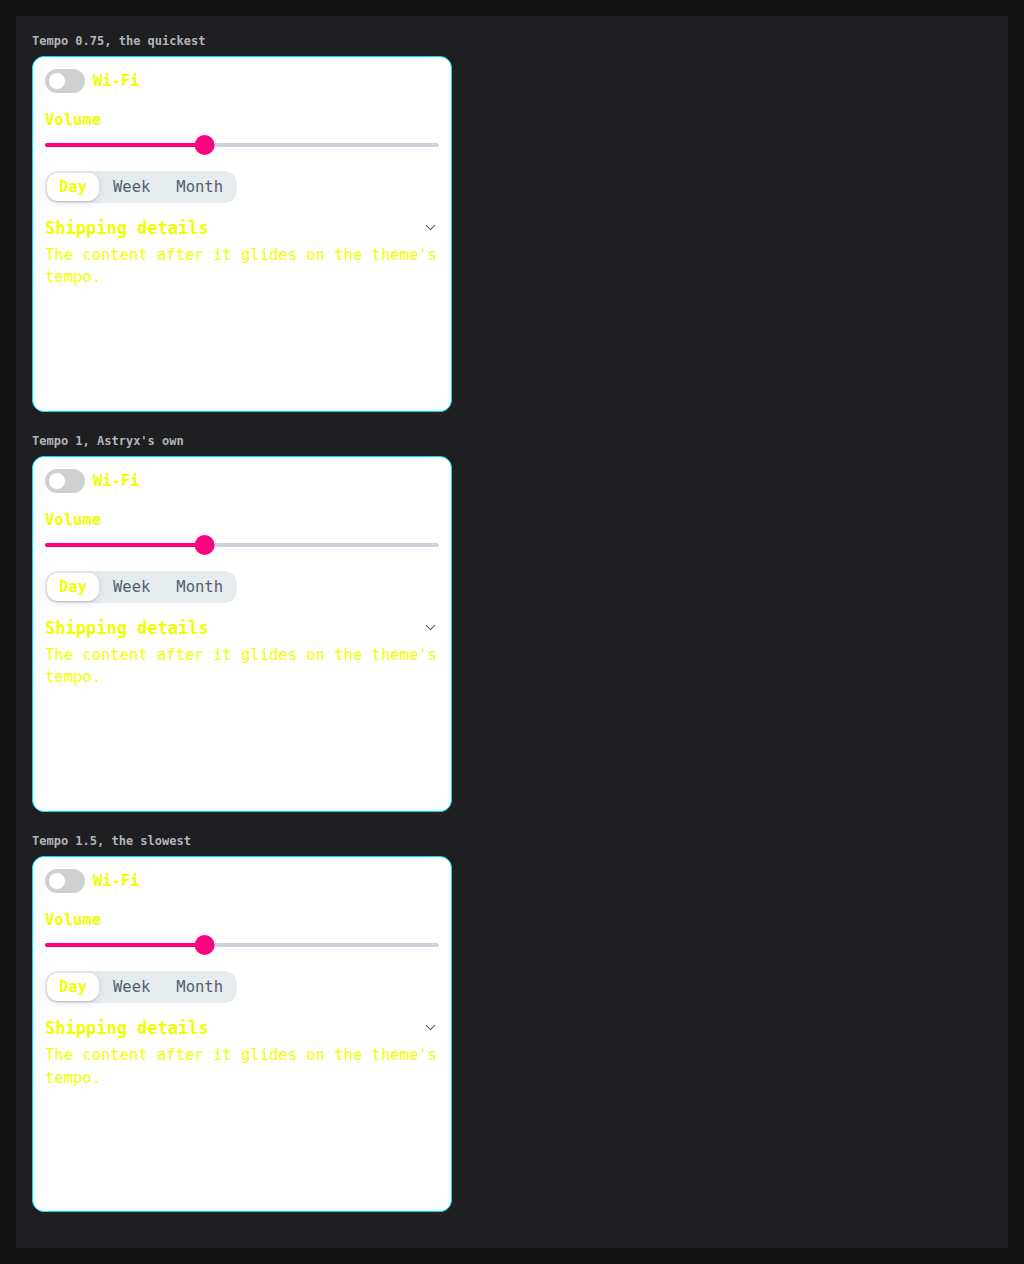 Tempo 0.75, the quickest
Wi-Fi
Volume
Day Week Month
Shipping details
The content after it glides on the theme's
tempo.
Tempo 1, Astryx's own
Wi-Fi
Volume
Day Week Month
Shipping details
The content after it glides on the theme's
tempo.
Tempo 1.5, the slowest
Wi-Fi
Volume
Day Week Month
Shipping details
The content after it glides on the theme's
tempo.